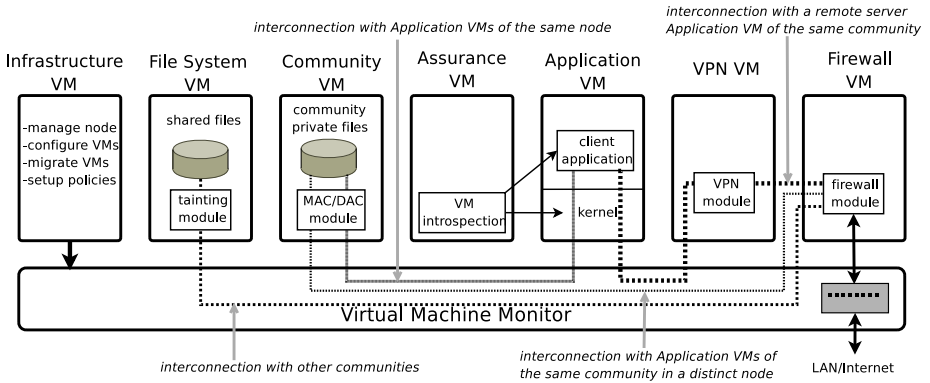 interconnection with Application VMs of the same node
interconnection with a remote server
Application VM of the same community
Infrastructure
VM
File System
VM
Community
VM
Assurance
VM
Application
VM
VPN VM
Firewall
VM
-manage node
-configure VMs
-migrate VMs
-setup policies
shared files
tainting
module
community
private files
MAC/DAC
module
VM
introspection
client
application
kernel
VPN
module
firewall
module
Virtual Machine Monitor
interconnection with other communities
interconnection with Application VMs of
the same community in a distinct node
LAN/Internet